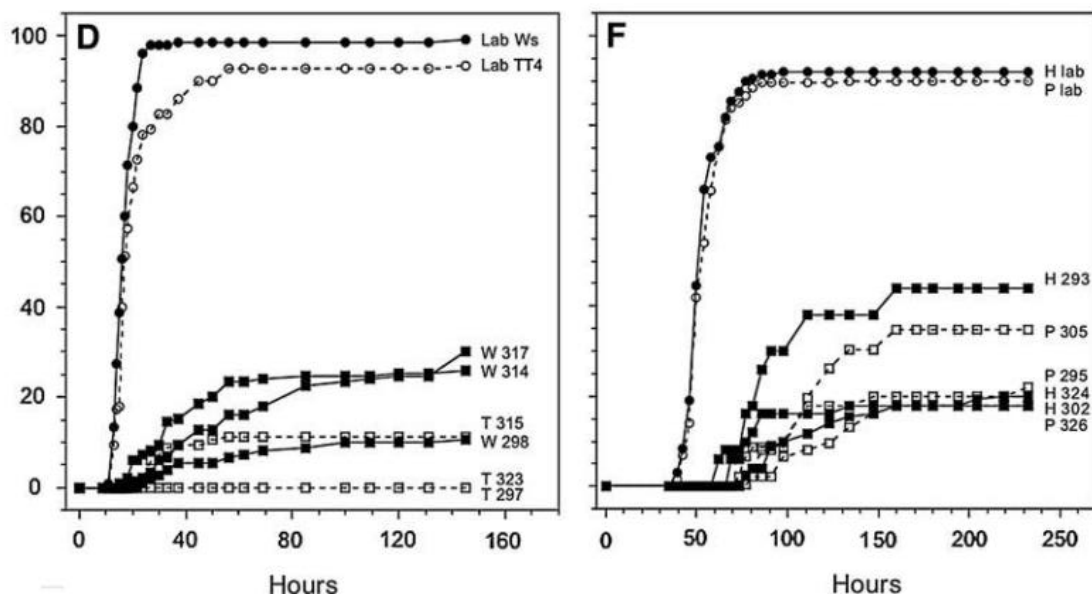 D
100
80
60
40
20
0
Lab Ws
Lab TT4
W 317
W 314
T 315
W 298
T 323
T 297
0 40 80 120 160
Hours
F
H lab
P lab
H 293
P 305
P 295
H 324
H 302
P 326
0 50 100 150 200 250
Hours